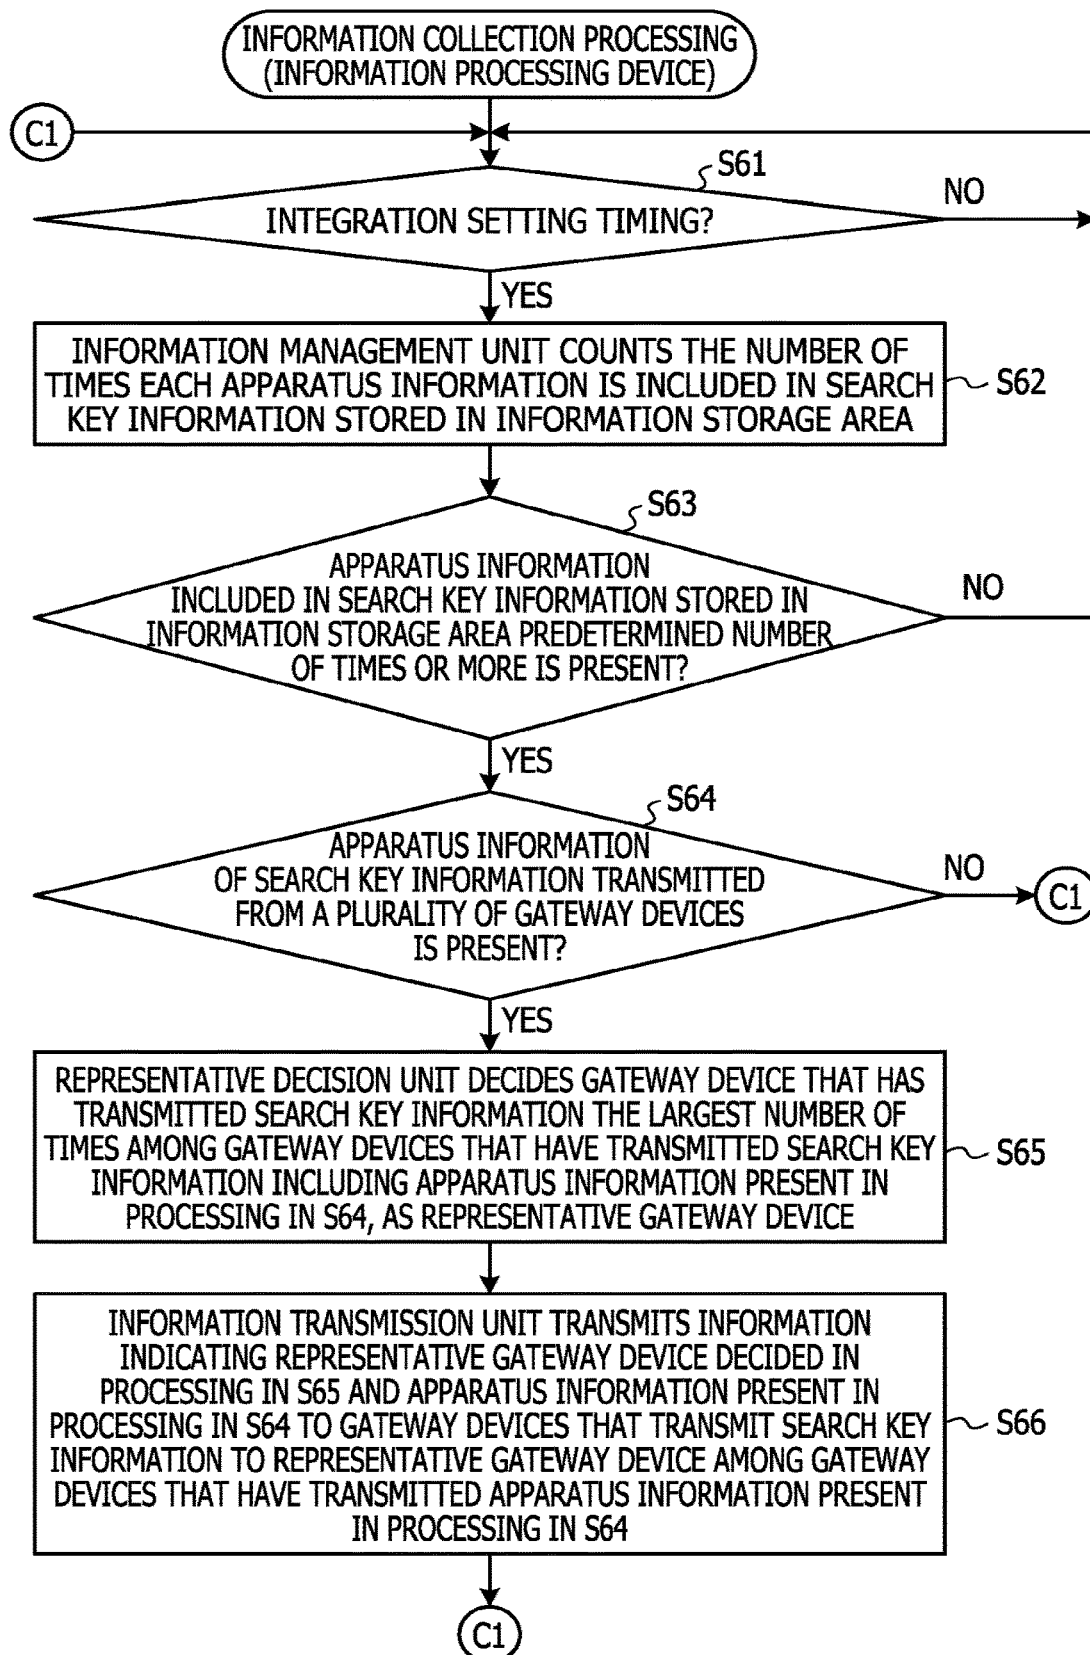 INFORMATION COLLECTION PROCESSING
(INFORMATION PROCESSING DEVICE)
C1
S61
INTEGRATION SETTING TIMING?
NO
YES
INFORMATION MANAGEMENT UNIT COUNTS THE NUMBER OF
TIMES EACH APPARATUS INFORMATION IS INCLUDED IN SEARCH
KEY INFORMATION STORED IN INFORMATION STORAGE AREA
S62
S63
APPARATUS INFORMATION
INCLUDED IN SEARCH KEY INFORMATION STORED IN
INFORMATION STORAGE AREA PREDETERMINED NUMBER
OF TIMES OR MORE IS PRESENT?
NO
YES
S64
APPARATUS INFORMATION
OF SEARCH KEY INFORMATION TRANSMITTED
FROM A PLURALITY OF GATEWAY DEVICES
IS PRESENT?
NO
C1
YES
REPRESENTATIVE DECISION UNIT DECIDES GATEWAY DEVICE THAT HAS
TRANSMITTED SEARCH KEY INFORMATION THE LARGEST NUMBER OF
TIMES AMONG GATEWAY DEVICES THAT HAVE TRANSMITTED SEARCH KEY
INFORMATION INCLUDING APPARATUS INFORMATION PRESENT IN
PROCESSING IN S64, AS REPRESENTATIVE GATEWAY DEVICE
S65
INFORMATION TRANSMISSION UNIT TRANSMITS INFORMATION
INDICATING REPRESENTATIVE GATEWAY DEVICE DECIDED IN
PROCESSING IN S65 AND APPARATUS INFORMATION PRESENT IN
PROCESSING IN S64 TO GATEWAY DEVICES THAT TRANSMIT SEARCH KEY
INFORMATION TO REPRESENTATIVE GATEWAY DEVICE AMONG GATEWAY
DEVICES THAT HAVE TRANSMITTED APPARATUS INFORMATION PRESENT
IN PROCESSING IN S64
S66
C1